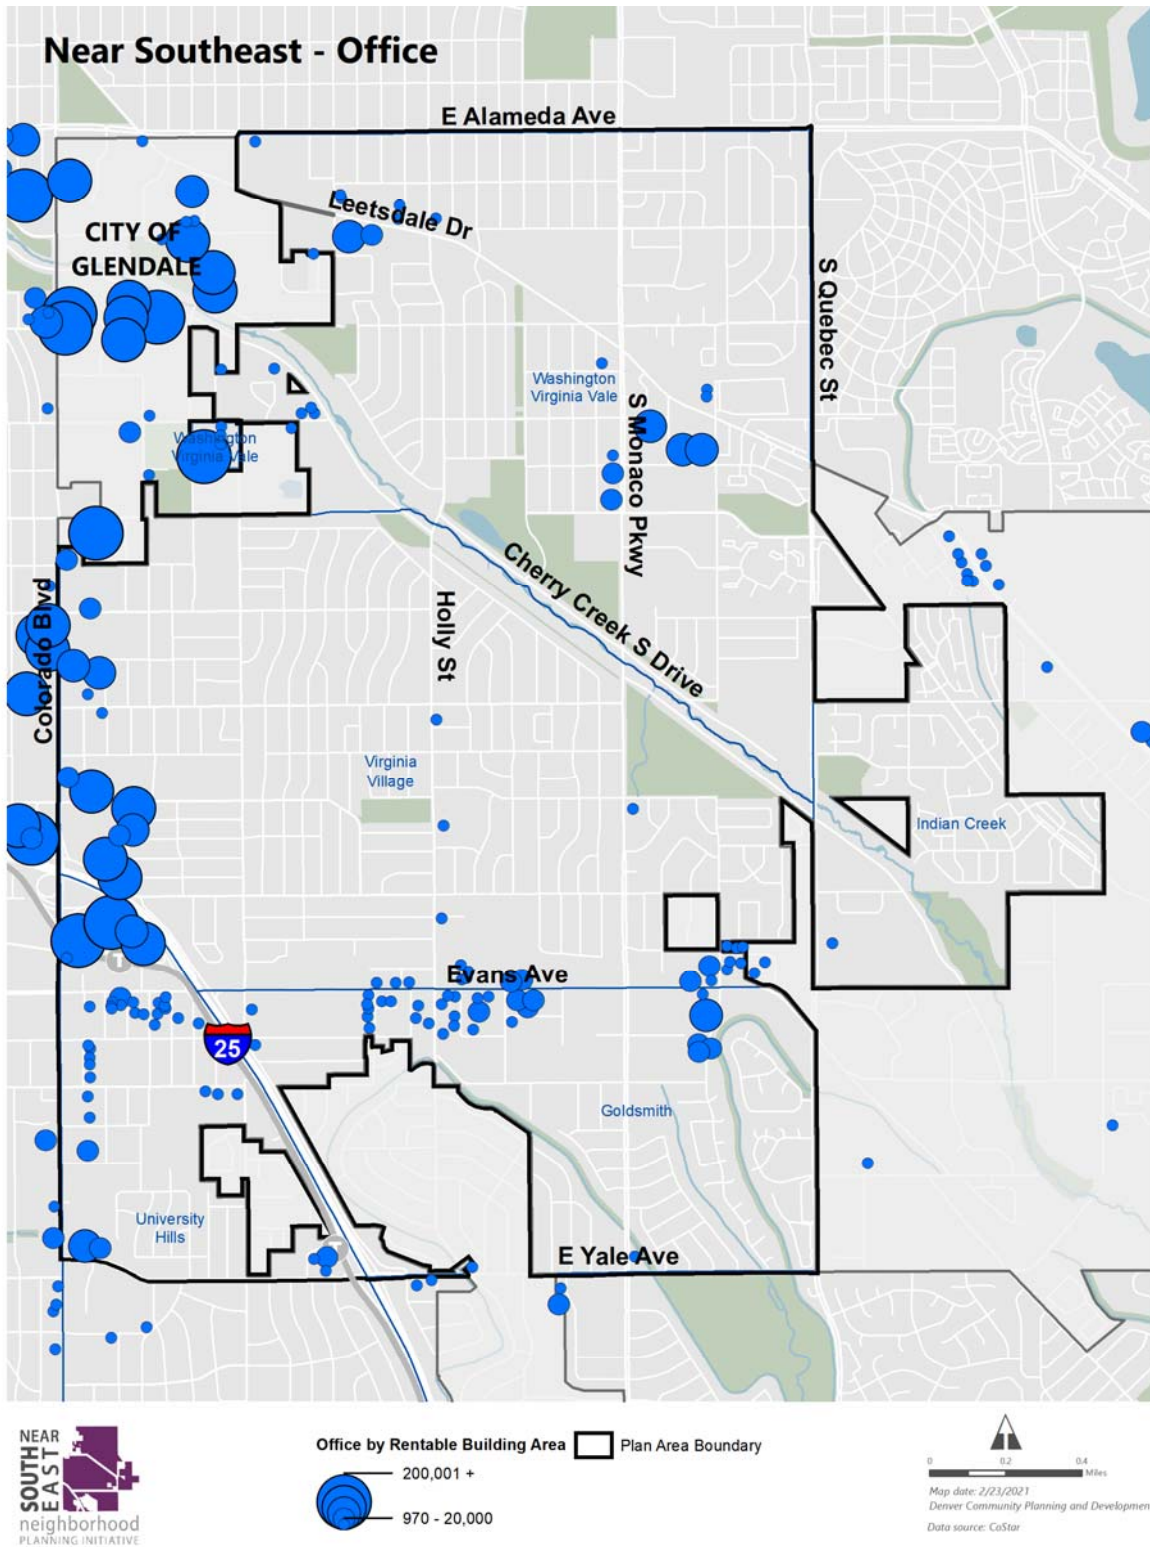 Near Southeast - Office
E Alameda Ave
Leetsdale Dr
CITY OF
GLENDALE
S Quebec St
Washington
Virginia Vale
S Monaco Pkwy
Washington
Virginia Vale
Cherry Creek S Drive
Colorado Blvd
Holly St
Virginia
Village
Indian Creek
T
Evans Ave
25
Goldsmith
University
Hills
T
E Yale Ave
NEAR
SOUTH
EAST
neighborhood
PLANNING INITIATIVE
Office by Rentable Building Area
200,001 +
970 - 20,000
Plan Area Boundary
0 0.2 0.4
Miles
Map date: 2/23/2021
Denver Community Planning and Developmen
Data source: CoStar